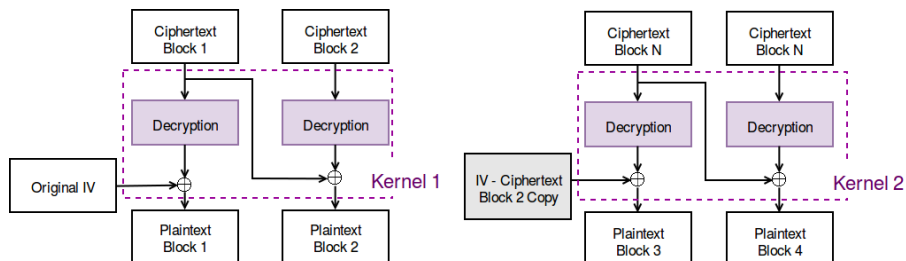 Ciphertext
Block 1
Ciphertext
Block 2
Decryption
Decryption
Original IV
Kernel 1
Plaintext
Block 1
Plaintext
Block 2
Ciphertext
Block N
Ciphertext
Block N
Decryption
Decryption
IV - Ciphertext
Block 2 Copy
Kernel 2
Plaintext
Block 3
Plaintext
Block 4